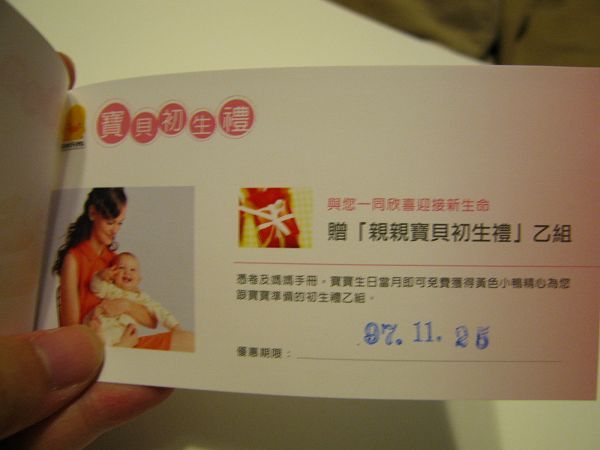 寶貝初生禮
與您一同欣喜迎接新生命
贈「親親寶貝初生禮」乙組
憑卷及媽媽手冊，寶寶生日當月即可免費獲得黃色小鴨精心為您
跟寶寶準備的初生禮乙組。
97.11.25
優惠期限：